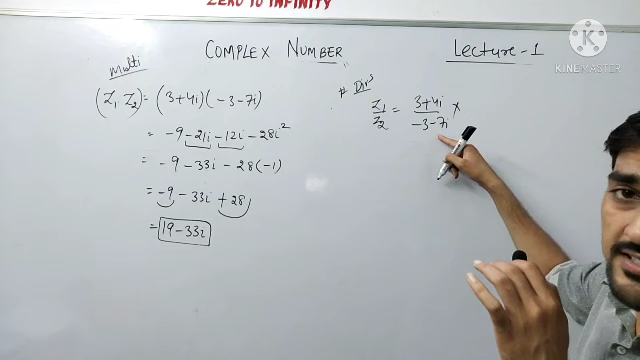 ZERO TO INFINITY
COMPLEX NUMBER
Lecture-1
KINEMASTER
multi
(Z₁ Z₂) = (3+4i)(-3-7i)
= -9 -21i -12i -28i²
= -9 -33i -28(-1)
= -9 -33i +28
= 19-33i
# Divⁿ
Z₁/Z₂ = 3+4i/-3-7i ×